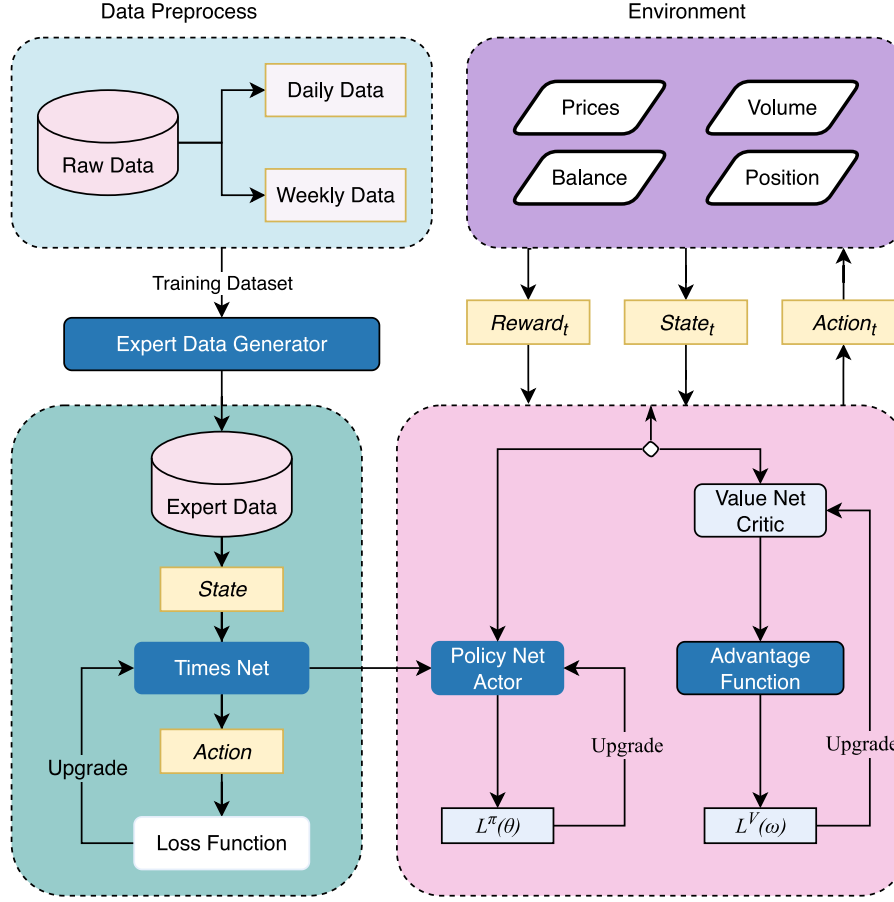 Data Preprocess
Environment
Raw Data
Daily Data
Weekly Data
Prices
Volume
Balance
Position
Training Dataset
Expert Data Generator
Reward_t
State_t
Action_t
Expert Data
State
Times Net
Action
Upgrade
Loss Function
Value Net
Critic
Policy Net
Actor
Advantage
Function
Upgrade
Upgrade
L^π(θ)
L^V(ω)